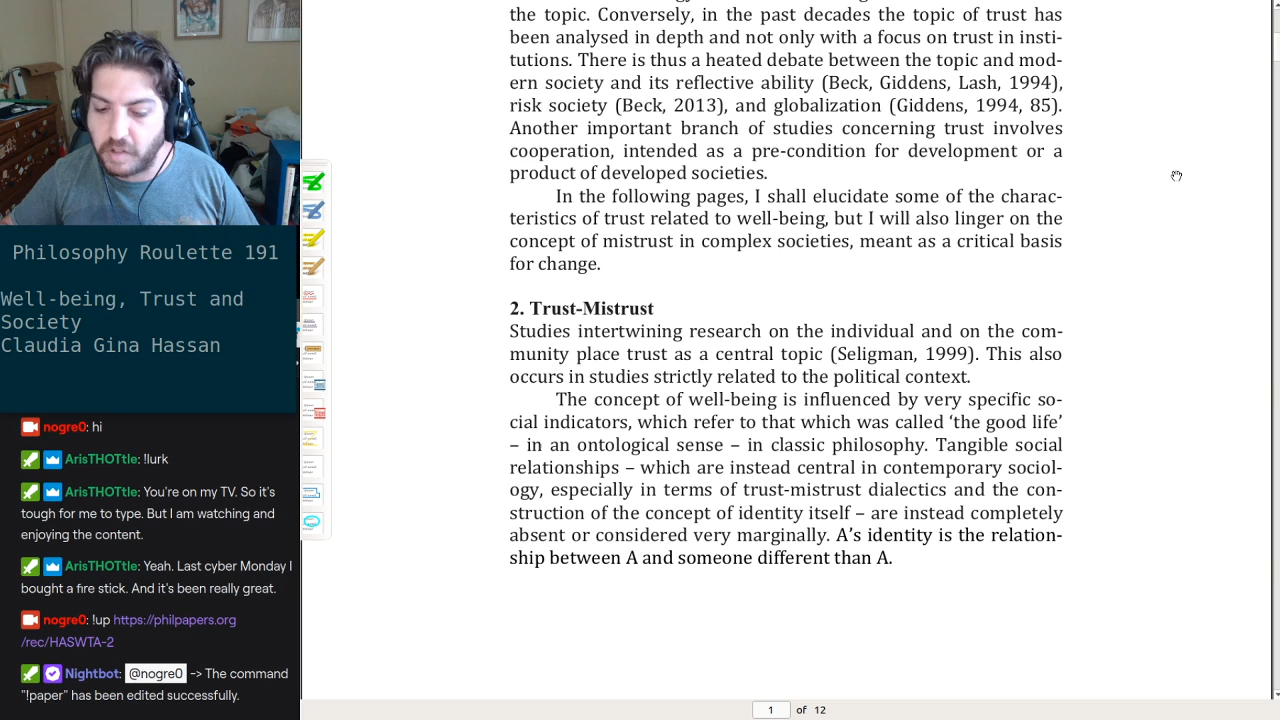 the topic. Conversely, in the past decades the topic of trust has
been analysed in depth and not only with a focus on trust in insti-
tutions. There is thus a heated debate between the topic and mod-
ern society and its reflective ability (Beck, Giddens, Lash, 1994),
risk society (Beck, 2013), and globalization (Giddens, 1994, 85).
Another important branch of studies concerning trust involves
cooperation, intended as a pre-condition for development or a
product of developed societies.
In the following pages I shall elucidate some of the charac-
teristics of trust related to well-being, but I will also linger on the
concept of mistrust in complex societies, meant as a critical basis
for change.
2. Trust-Mistrust
Studies intertwining research on the individual and on the com-
munity face trust as a central topic (Seligman, 1999). This also
occurs in studies strictly related to the political context.
The concept of well-being is influenced by very specific so-
cial indicators, which refer to what what was called ‘the good life’
– in an ontological sense – in classical philosophy ranging social
relationships – which are instead central in contemporary sociol-
ogy, especially in terms of trust-mistrust dialectics and the con-
struction of the concept of identity itself – are instead completely
absent or considered very marginally. A’s identity is the relation-
ship between A and someone different than A.
1 of 12
Philosophy Roulette 191
Well-being, Trust and
Society
Claudia Gina Hassan
nogre0: hi
ArisTHOTtle: !lurk
ArisTHOTtle: You're on my TV. So it's
tough for me to type. But I am watching and
enjoying the content.
ArisTHOTtle: Yeah. Last cyber Monday I
bought a fire stick. And it's been really great.
nogre0: !up https://philpapers.org
/rec/HASWTA-2
Nightbot: @nogre0 -> The command
"!paper" has been edited successfully.